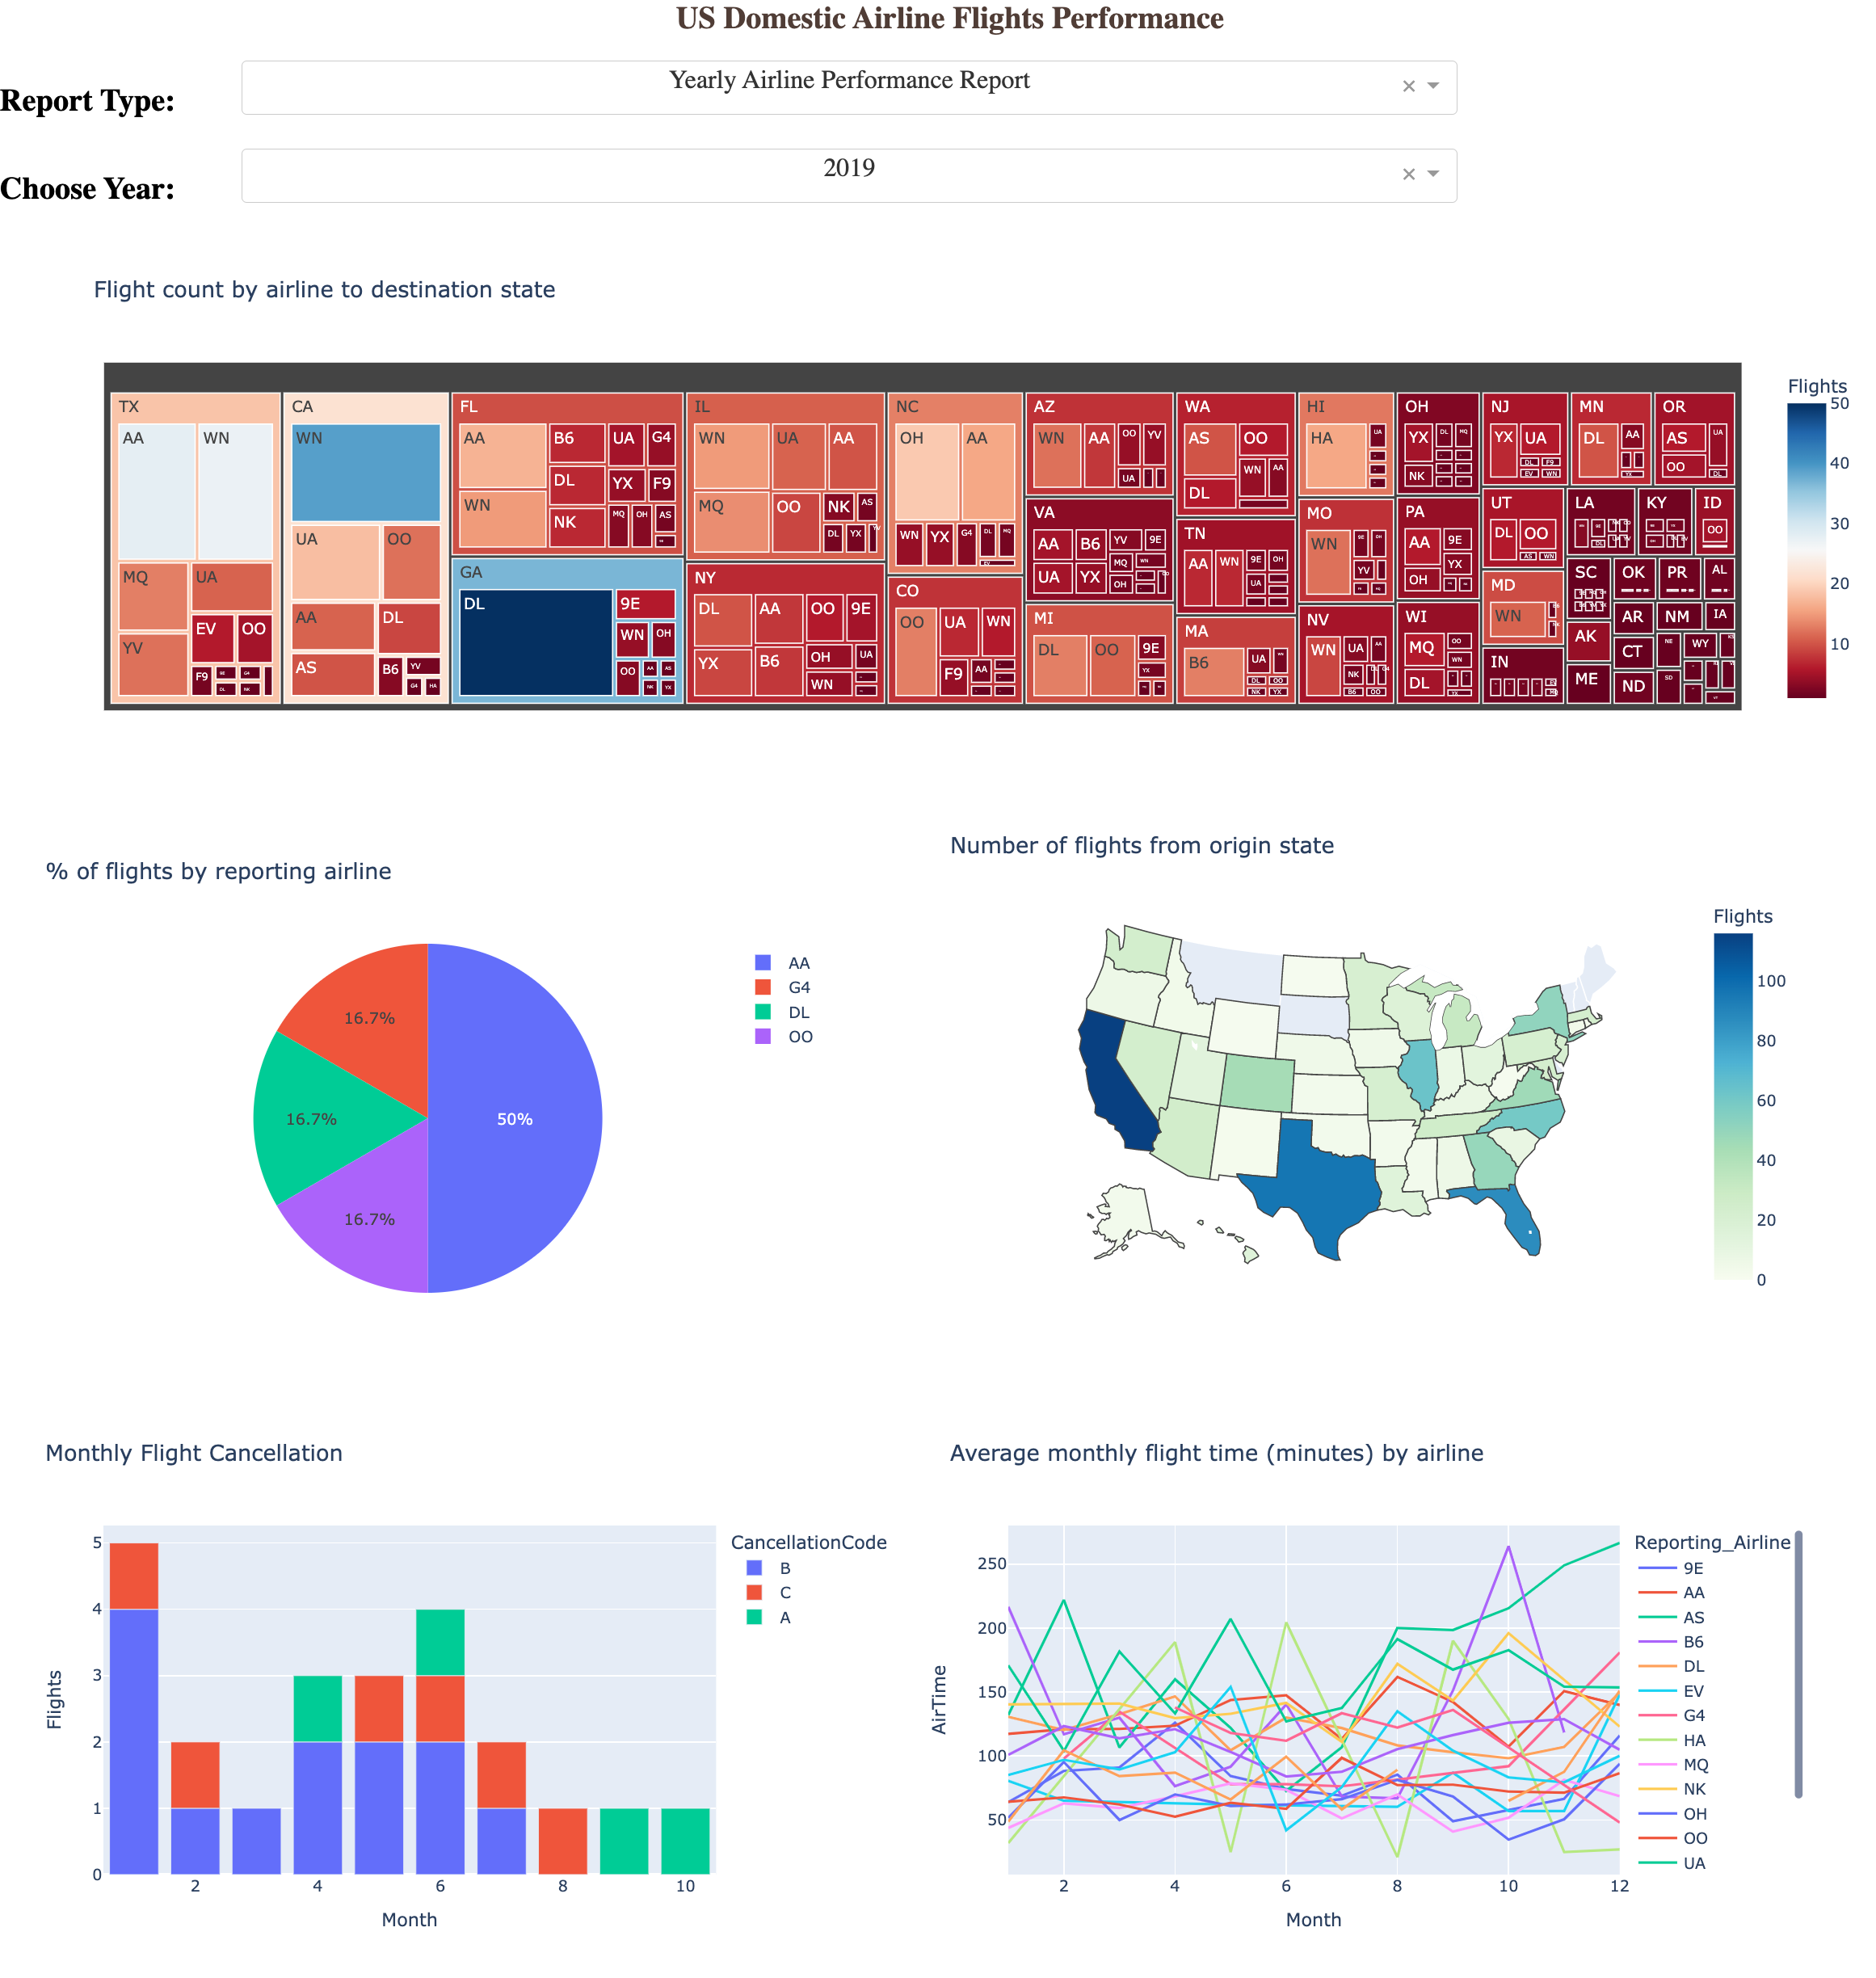 US Domestic Airline Flights Performance
Report Type:
Yearly Airline Performance Report
Choose Year:
2019
Flight count by airline to destination state
TX
AA
WN
MQ
UA
YV
EV
OO
F9
CA
WN
UA
OO
AA
DL
AS
B6
YV
G4
HA
FL
AA
B6
UA
G4
DL
YX
F9
WN
NK
MQ
OH
AS
GA
DL
9E
WN
OH
OO
AA
AS
NK
YX
IL
WN
UA
AA
MQ
OO
NK
AS
DL
YX
NY
DL
AA
OO
9E
YX
B6
OH
UA
WN
NC
OH
AA
WN
YX
G4
DL
MQ
CO
OO
UA
WN
F9
AA
AZ
WN
AA
OO
YV
UA
VA
AA
B6
YV
9E
UA
YX
MQ
OH
MI
DL
OO
9E
YX
WA
AS
OO
DL
WN
AA
TN
AA
WN
9E
OH
UA
MA
B6
UA
DL
OO
NK
YX
HI
HA
UA
MO
WN
9E
OH
YV
NV
WN
UA
AA
NK
B6
OO
OH
YX
DL
MQ
NK
PA
AA
9E
YX
OH
WI
MQ
OO
WN
DL
NJ
YX
UA
DL
F9
EV
WN
UT
DL
OO
AS
WN
MD
WN
IN
MN
DL
AA
OR
AS
UA
OO
DL
LA
KY
ID
OO
SC
OK
PR
AL
AR
NM
IA
AK
CT
NE
WY
ME
ND
SD
Flights
50
40
30
20
10
% of flights by reporting airline
16.7%
16.7%
16.7%
50%
AA
G4
DL
OO
Number of flights from origin state
Flights
100
80
60
40
20
0
Monthly Flight Cancellation
5
4
3
2
1
0
Flights
2
4
6
8
10
Month
CancellationCode
B
C
A
Average monthly flight time (minutes) by airline
250
200
150
100
50
AirTime
2
4
6
8
10
12
Month
Reporting_Airline
9E
AA
AS
B6
DL
EV
G4
HA
MQ
NK
OH
OO
UA